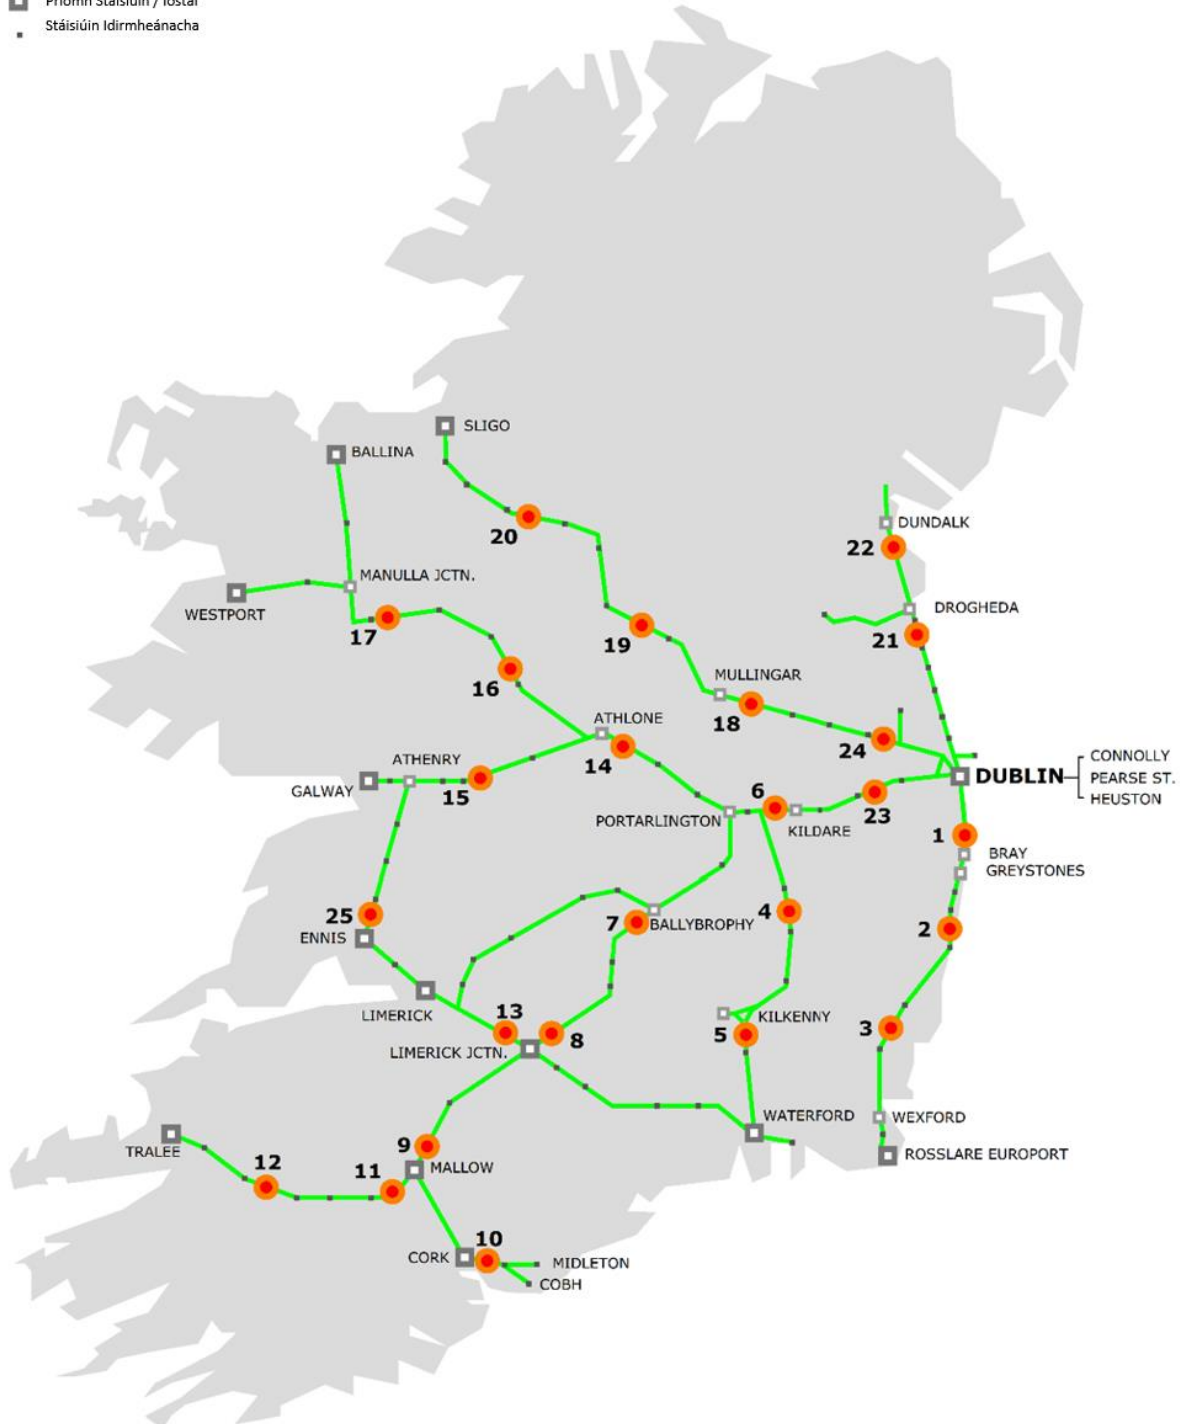 Príomh Stáisiúin / Iostaí
Stáisiúin Idirmheánacha
SLIGO
BALLINA
20
DUNDALK
22
MANULLA JCTN.
WESTPORT
17
DROGHEDA
19
21
16
MULLINGAR
18
ATHLONE
24
14
ATHENRY
GALWAY
15
CONNOLLY
DUBLIN
PEARSE ST.
HEUSTON
6
23
PORTARLINGTON
KILDARE
1
BRAY
GREYSTONES
25
7
BALLYBROPHY
4
2
ENNIS
LIMERICK
13
8
KILKENNY
5
3
LIMERICK JCTN.
WATERFORD
WEXFORD
TRALEE
9
ROSSLARE EUROPORT
12
11
MALLOW
10
CORK
MIDLETON
COBH